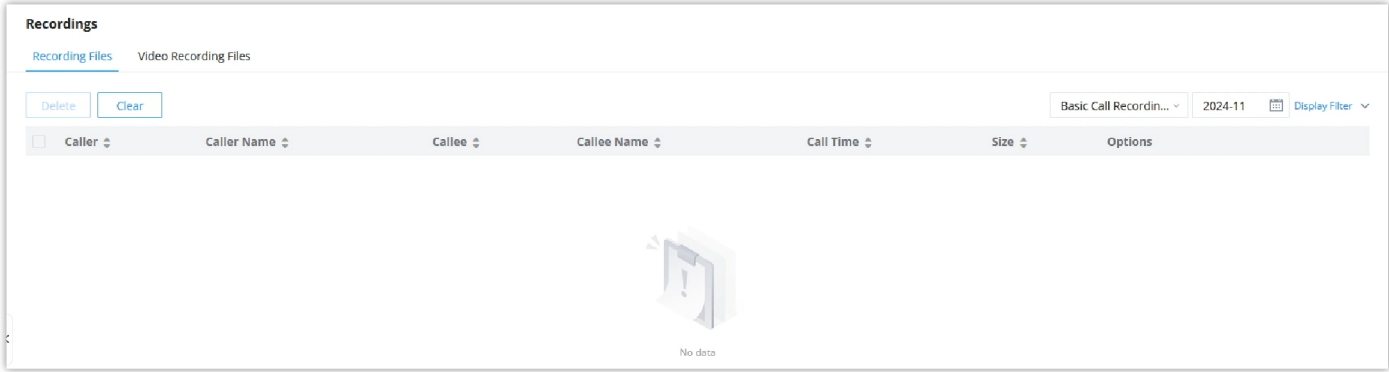 Recordings
Recording Files Video Recording Files
Delete Clear Basic Call Recordin... 2024-11 Display Filter
Caller Caller Name Callee Callee Name Call Time Size Options
No data